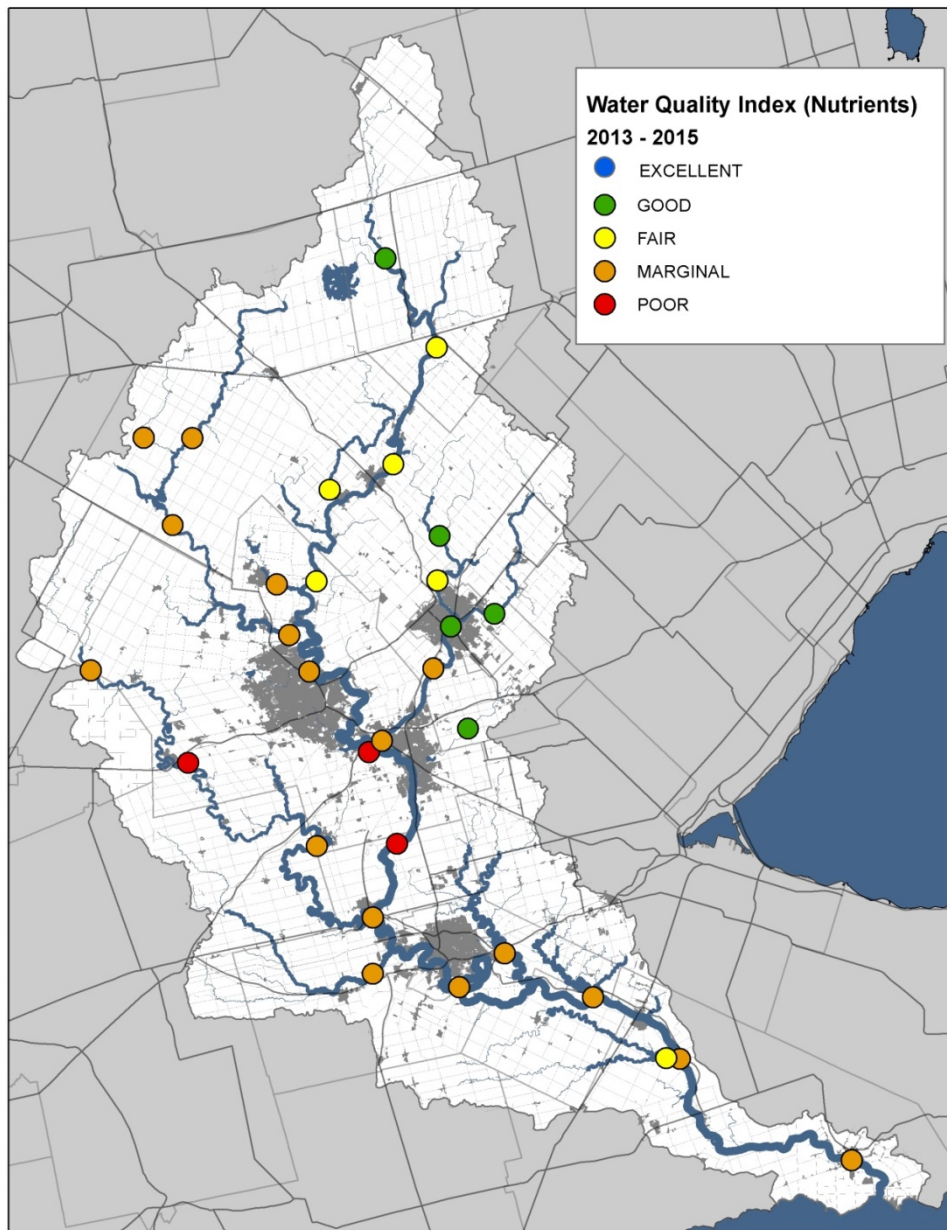 Water Quality Index (Nutrients)
2013 - 2015
EXCELLENT
GOOD
FAIR
MARGINAL
POOR